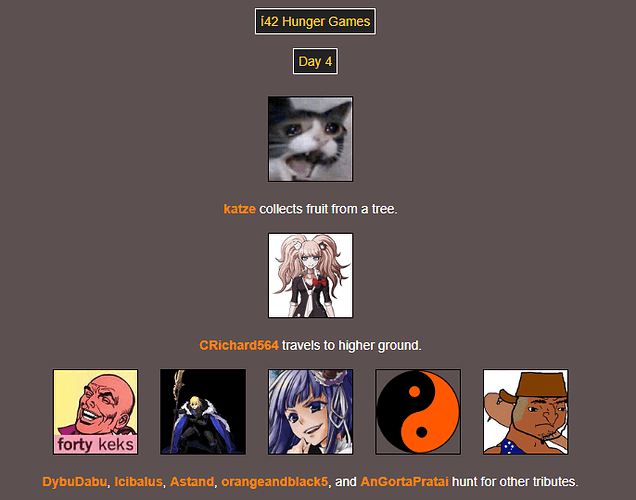 Í42 Hunger Games
Day 4
katze collects fruit from a tree.
CRichard564 travels to higher ground.
forty keks
DybuDabu, Icibalus, Astand, orangeandblack5, and AnGortaPratai hunt for other tributes.